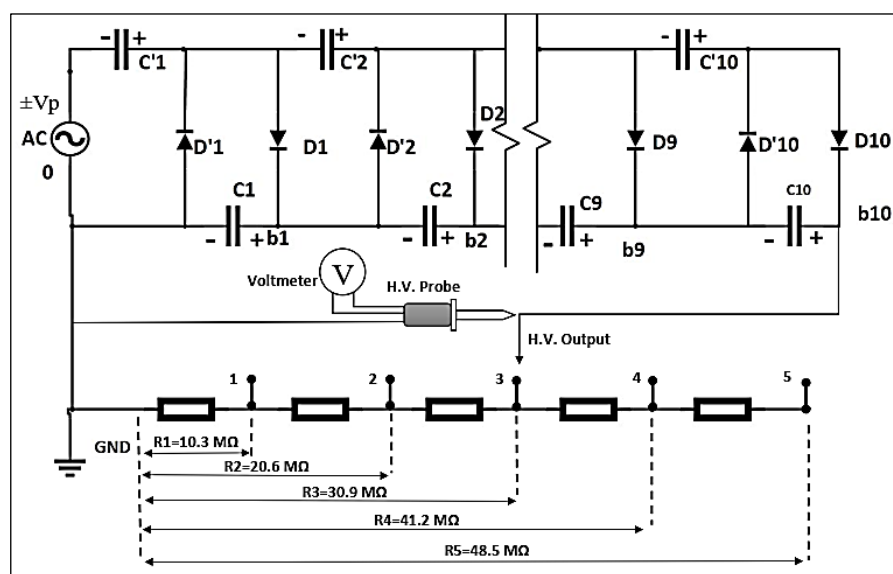 - + - + - +
C'1 C'2 C'10
±Vp
AC
0
D'1 D1 D'2 D2 D9 D'10 D10
C1 C2 C9 C10
- + b1 - + b2 - + b9 - + b10
Voltmeter V H.V. Probe
H.V. Output
1 2 3 4 5
GND
R1=10.3 MΩ
R2=20.6 MΩ
R3=30.9 MΩ
R4=41.2 MΩ
R5=48.5 MΩ